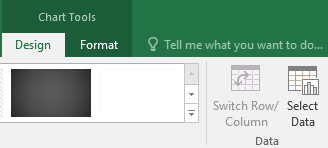 Chart Tools
Design Format Tell me what you want to do...
Switch Row/ Select
Column Data
Data